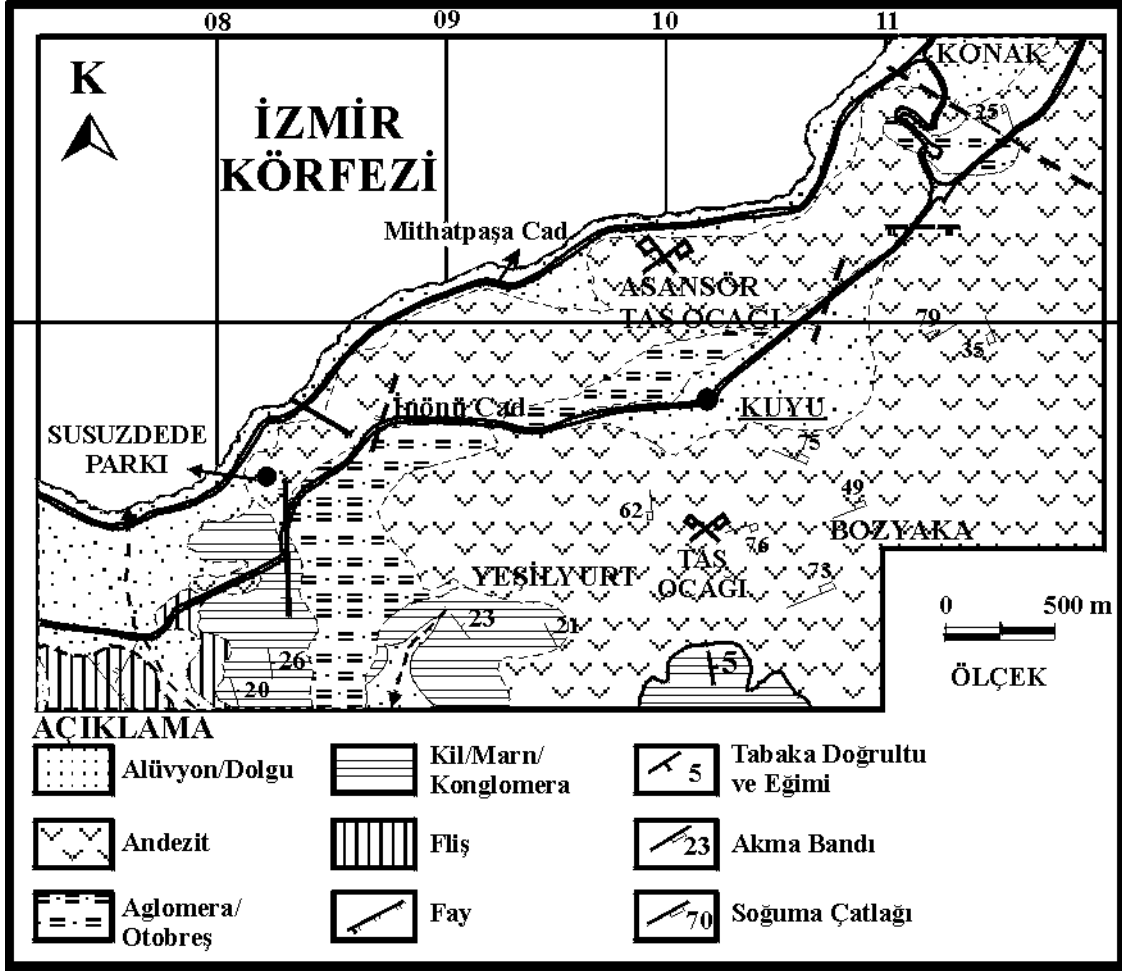 08 09 10 11
K
KONAK
İZMİR
KÖRFEZİ
25
Mithatpaşa Cad.
ASANSÖR
TAŞ OCAĞI
79
35
İnönü Cad.
KUYU
SUSUZDEDE
PARKI
75
62
49
76
BOZYAKA
TAŞ
OCAĞI
YEŞİLYURT
73
23
21
0 500 m
ÖLÇEK
26
20
5
AÇIKLAMA
Alüvyon/Dolgu
Kil/Marn/
Konglomera
5
Tabaka Doğrultu
ve Eğimi
Andezit
Fliş
23
Akma Bandı
Aglomera/
Otobreş
Fay
70
Soğuma Çatlağı